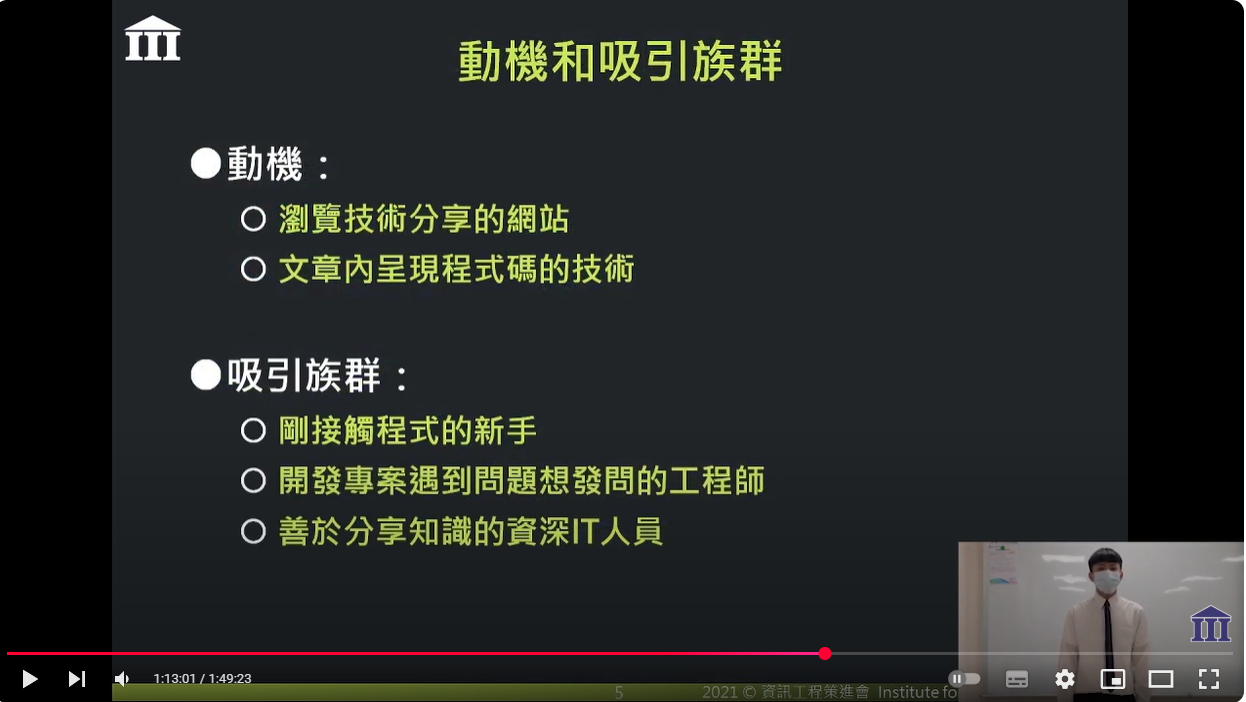 動機和吸引族群
●動機：
○ 瀏覽技術分享的網站
○ 文章內呈現程式碼的技術
●吸引族群：
○ 剛接觸程式的新手
○ 開發專案遇到問題想發問的工程師
○ 善於分享知識的資深IT人員
1:13:01 / 1:49:23
5
2021 © 資訊工程策進會 Institute fo